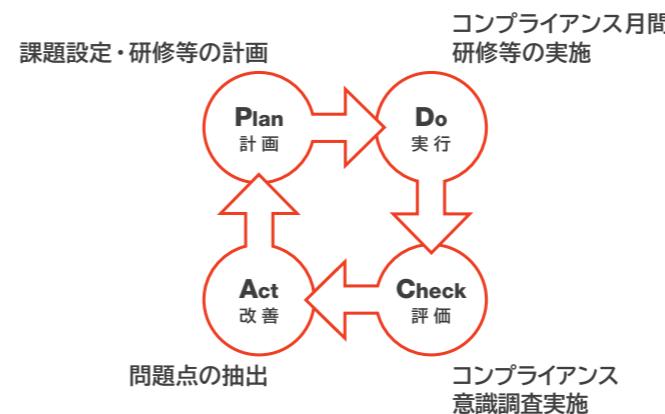 コンプライアンス月間
研修等の実施
課題設定・研修等の計画
Plan
計画
Do
実行
Act
改善
Check
評価
問題点の抽出
コンプライアンス
意識調査実施